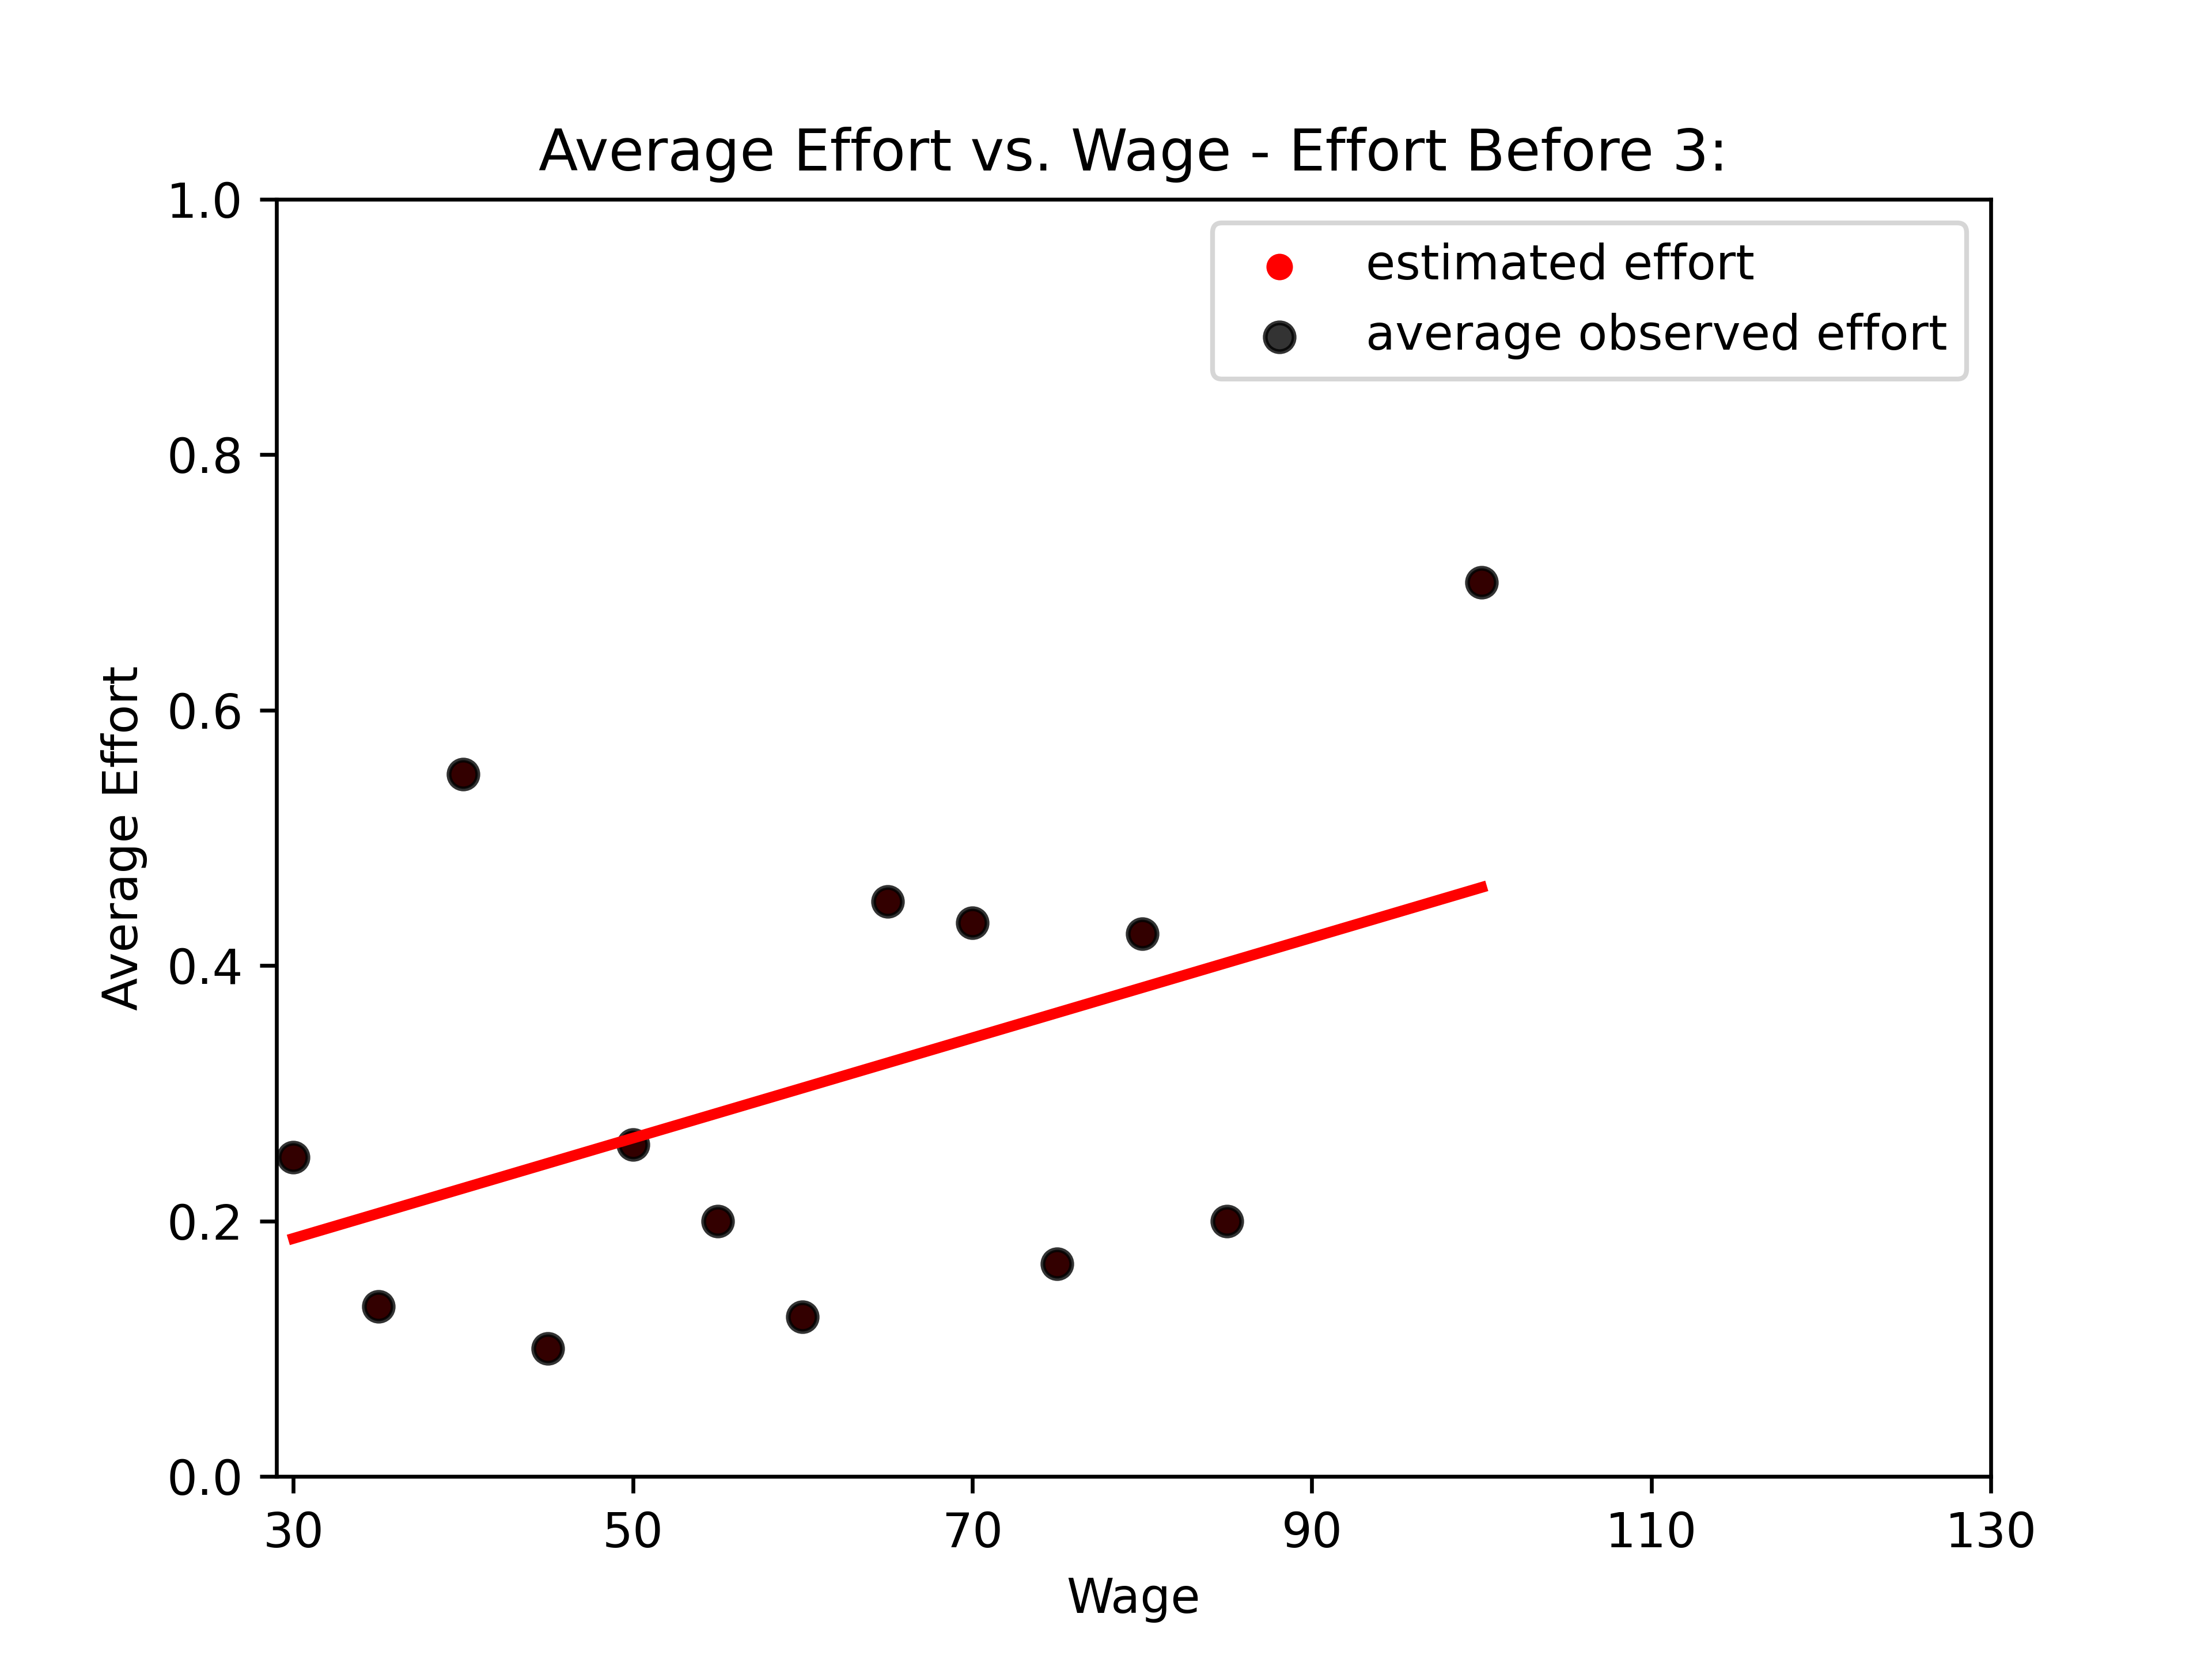 Average Effort vs. Wage - Effort Before 3:
1.0
estimated effort
average observed effort
0.8
0.6
0.4
0.2
0.0
Average Effort
30 50 70 90 110 130
Wage